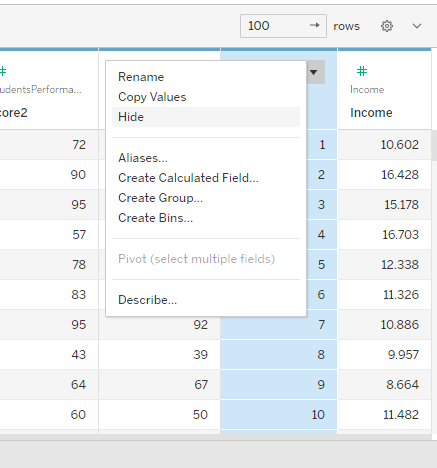 100 → rows
# #
udentsPerforma... Income
core2 Income
Rename
Copy Values
Hide
Aliases...
Create Calculated Field...
Create Group...
Create Bins...
Pivot (select multiple fields)
Describe...
72 1 10.602
90 2 16.428
95 3 15.178
57 4 16.703
78 5 12.338
83 6 11.326
95 92 7 10.886
43 39 8 9.957
64 67 9 8.664
60 50 10 11.482